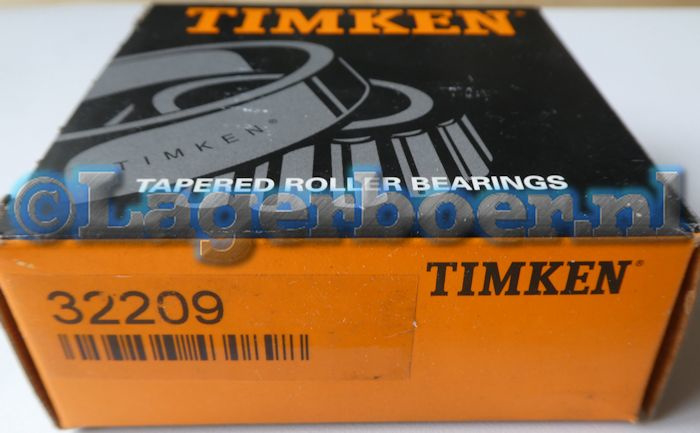 TIMKEN
TIMKEN®
TAPERED ROLLER BEARINGS
©Lagerboer.nl
TIMKEN®
32209